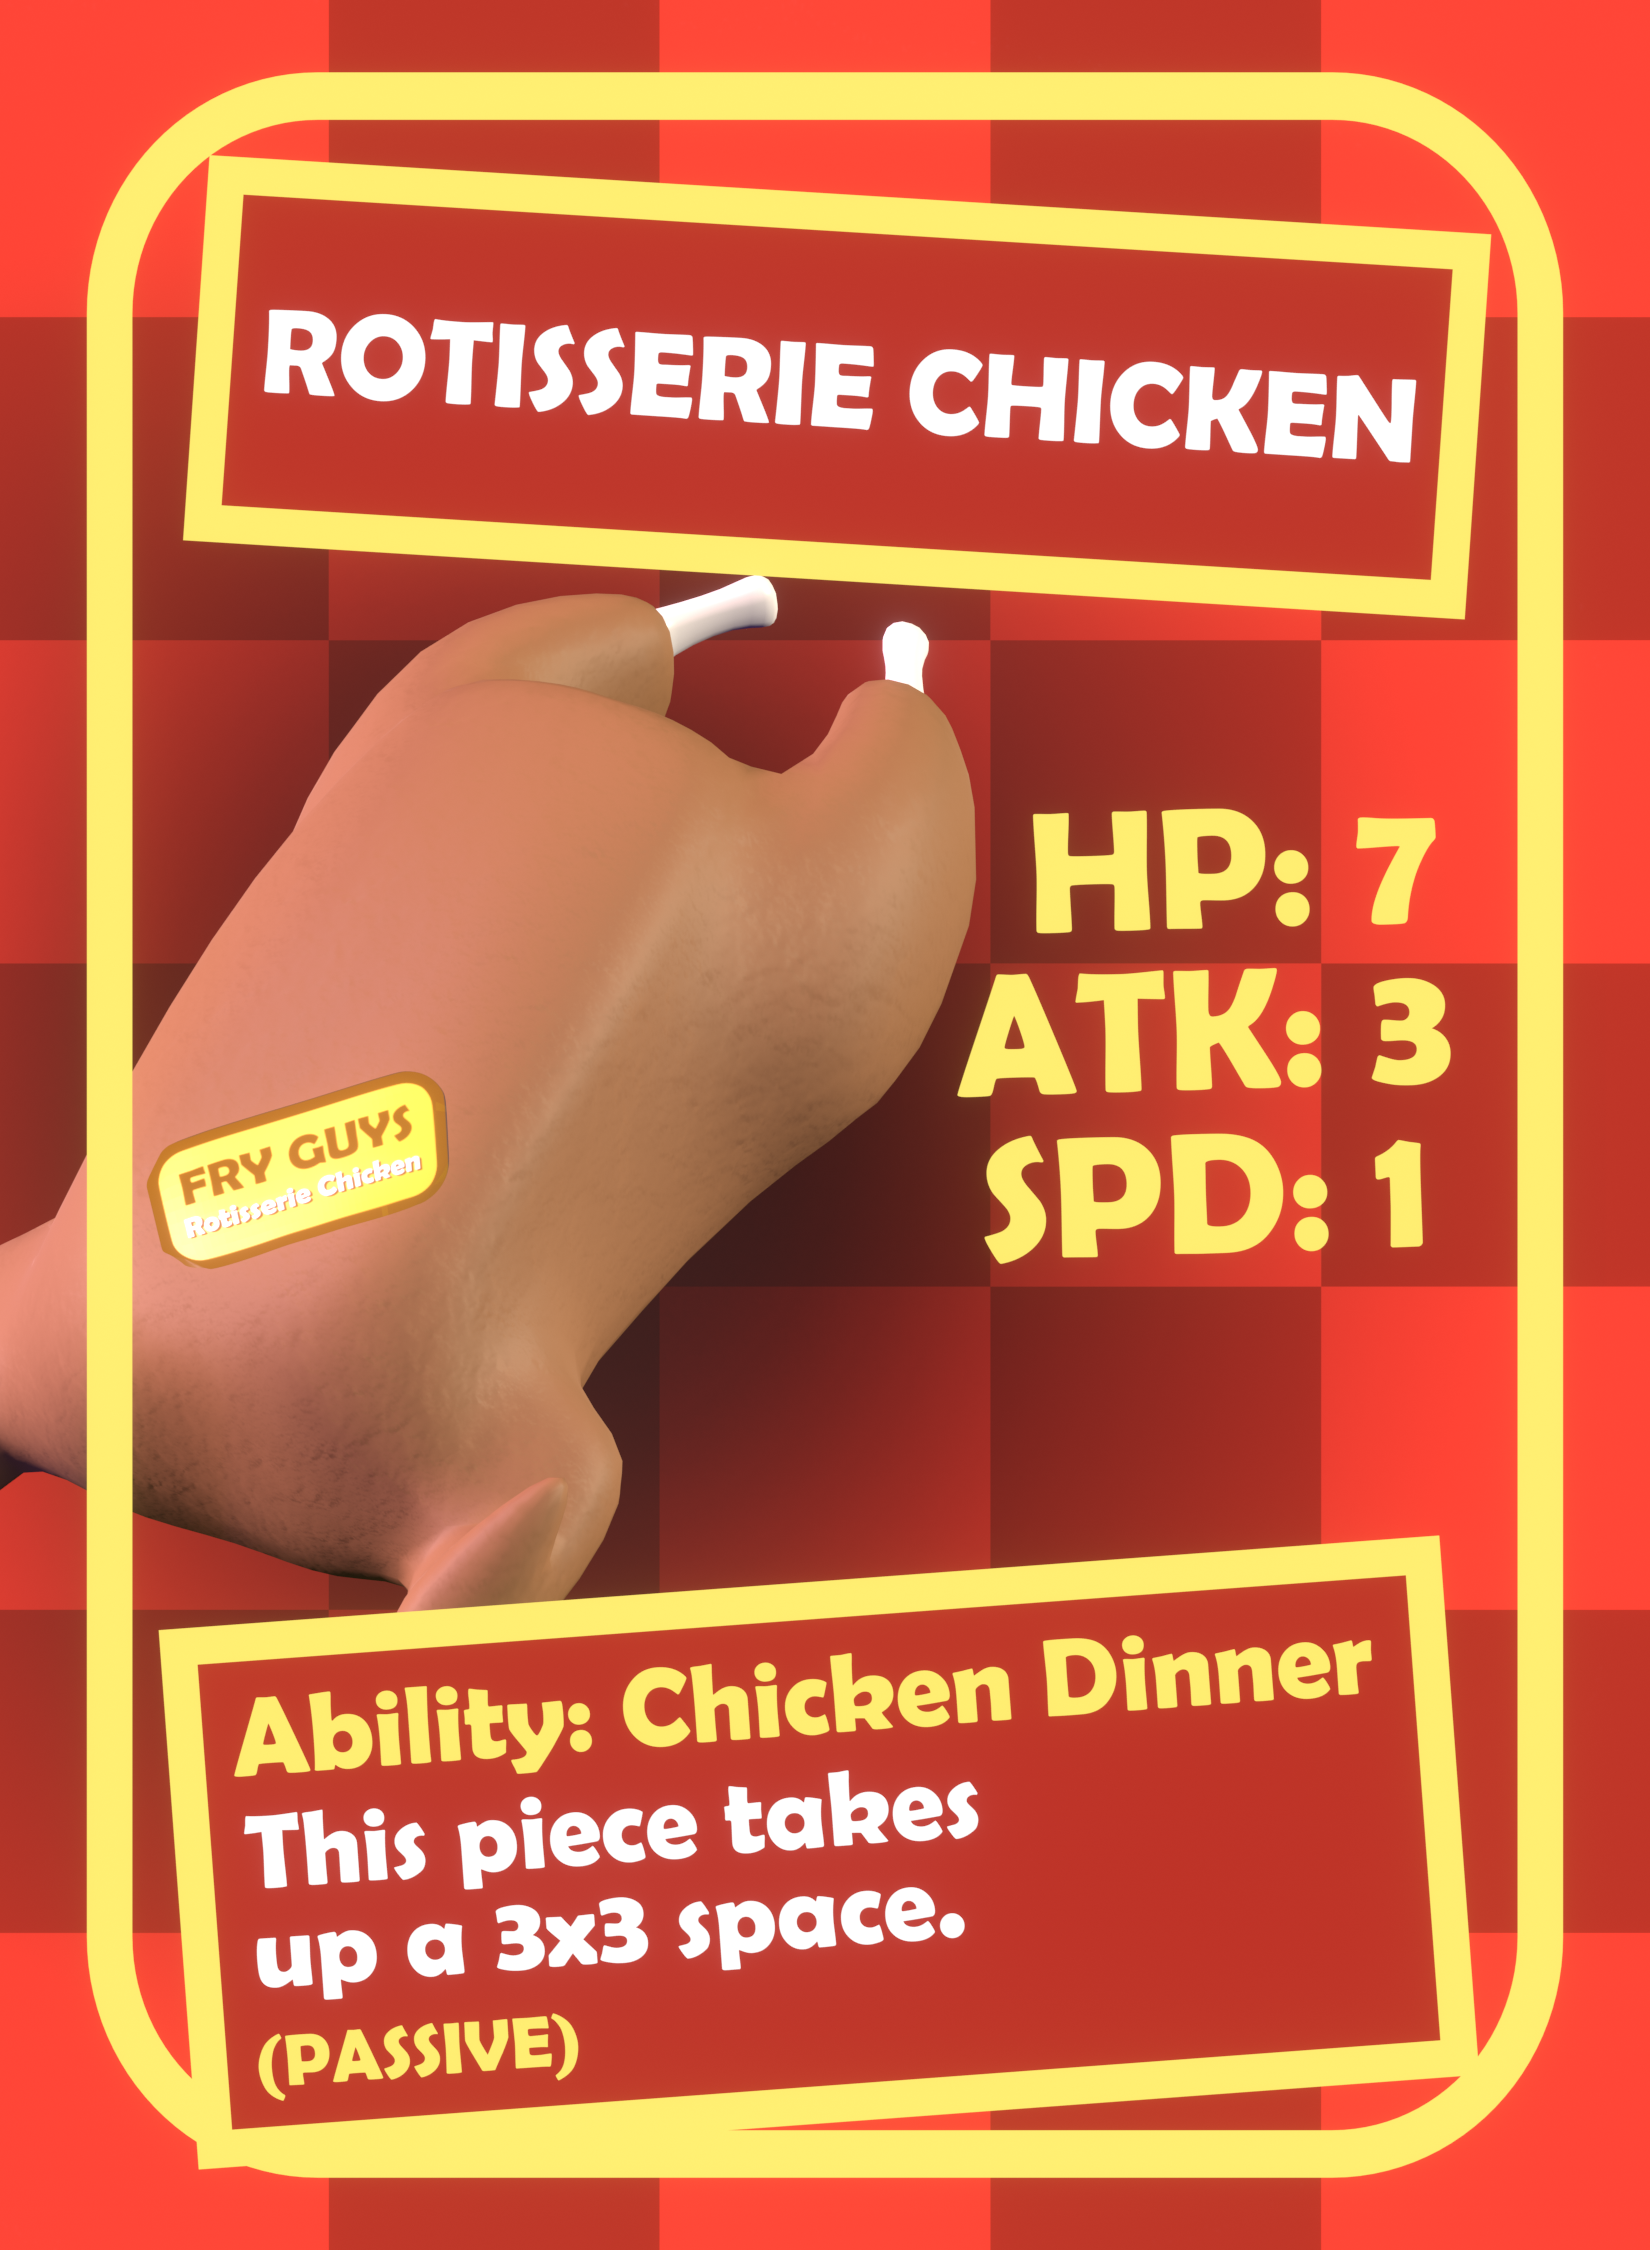 ROTISSERIE CHICKEN
HP: 7
ATK: 3
SPD: 1
FRY GUYS
Rotisserie Chicken
Ability: Chicken Dinner
This piece takes
up a 3x3 space.
(PASSIVE)